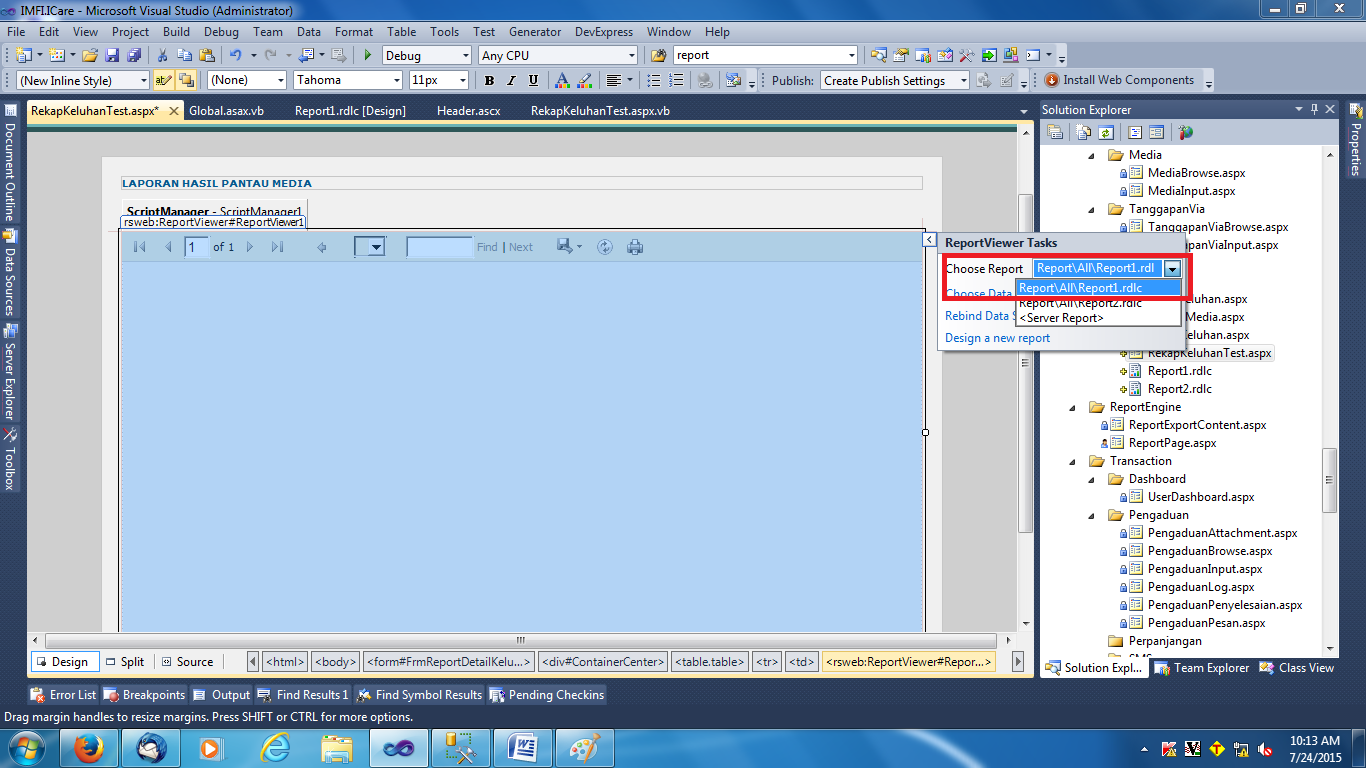 IMFI.ICare - Microsoft Visual Studio (Administrator)
File Edit View Project Build Debug Team Data Format Table Tools Test Generator DevExpress Window Help
Debug Any CPU report
(New Inline Style) (None) Tahoma 11px B I U A Publish: Create Publish Settings Install Web Components
RekapKeluhanTest.aspx* Global.asax.vb Report1.rdlc [Design] Header.ascx RekapKeluhanTest.aspx.vb
Document Outline
Data Sources
Server Explorer
Toolbox
LAPORAN HASIL PANTAU MEDIA
ScriptManager - ScriptManager1
rsweb:ReportViewer#ReportViewer1
1 of 1 Find | Next
ReportViewer Tasks
Choose Report Report\All\Report1.rdl
Report\All\Report1.rdlc
Choose Data
Report\All\Report2.rdlc
Rebind Data S
<Server Report>
Design a new report
Solution Explorer
Properties
Media
MediaBrowse.aspx
MediaInput.aspx
TanggapanVia
TanggapanViaBrowse.aspx
apanViaInput.aspx
luhan.aspx
Media.aspx
eluhan.aspx
RekapKeluhanTest.aspx
Report1.rdlc
Report2.rdlc
ReportEngine
ReportExportContent.aspx
ReportPage.aspx
Transaction
Dashboard
UserDashboard.aspx
Pengaduan
PengaduanAttachment.aspx
PengaduanBrowse.aspx
PengaduanInput.aspx
PengaduanLog.aspx
PengaduanPenyelesaian.aspx
PengaduanPesan.aspx
Perpanjangan
SMS
Design Split Source <html> <body> <form#FrmReportDetailKelu...> <div#ContainerCenter> <table.table> <tr> <td> <rsweb:ReportViewer#Repor...>
Solution Expl... Team Explorer Class View
Error List Breakpoints Output Find Results 1 Find Symbol Results Pending Checkins
Drag margin handles to resize margins. Press SHIFT or CTRL for more options.
10:13 AM
7/24/2015